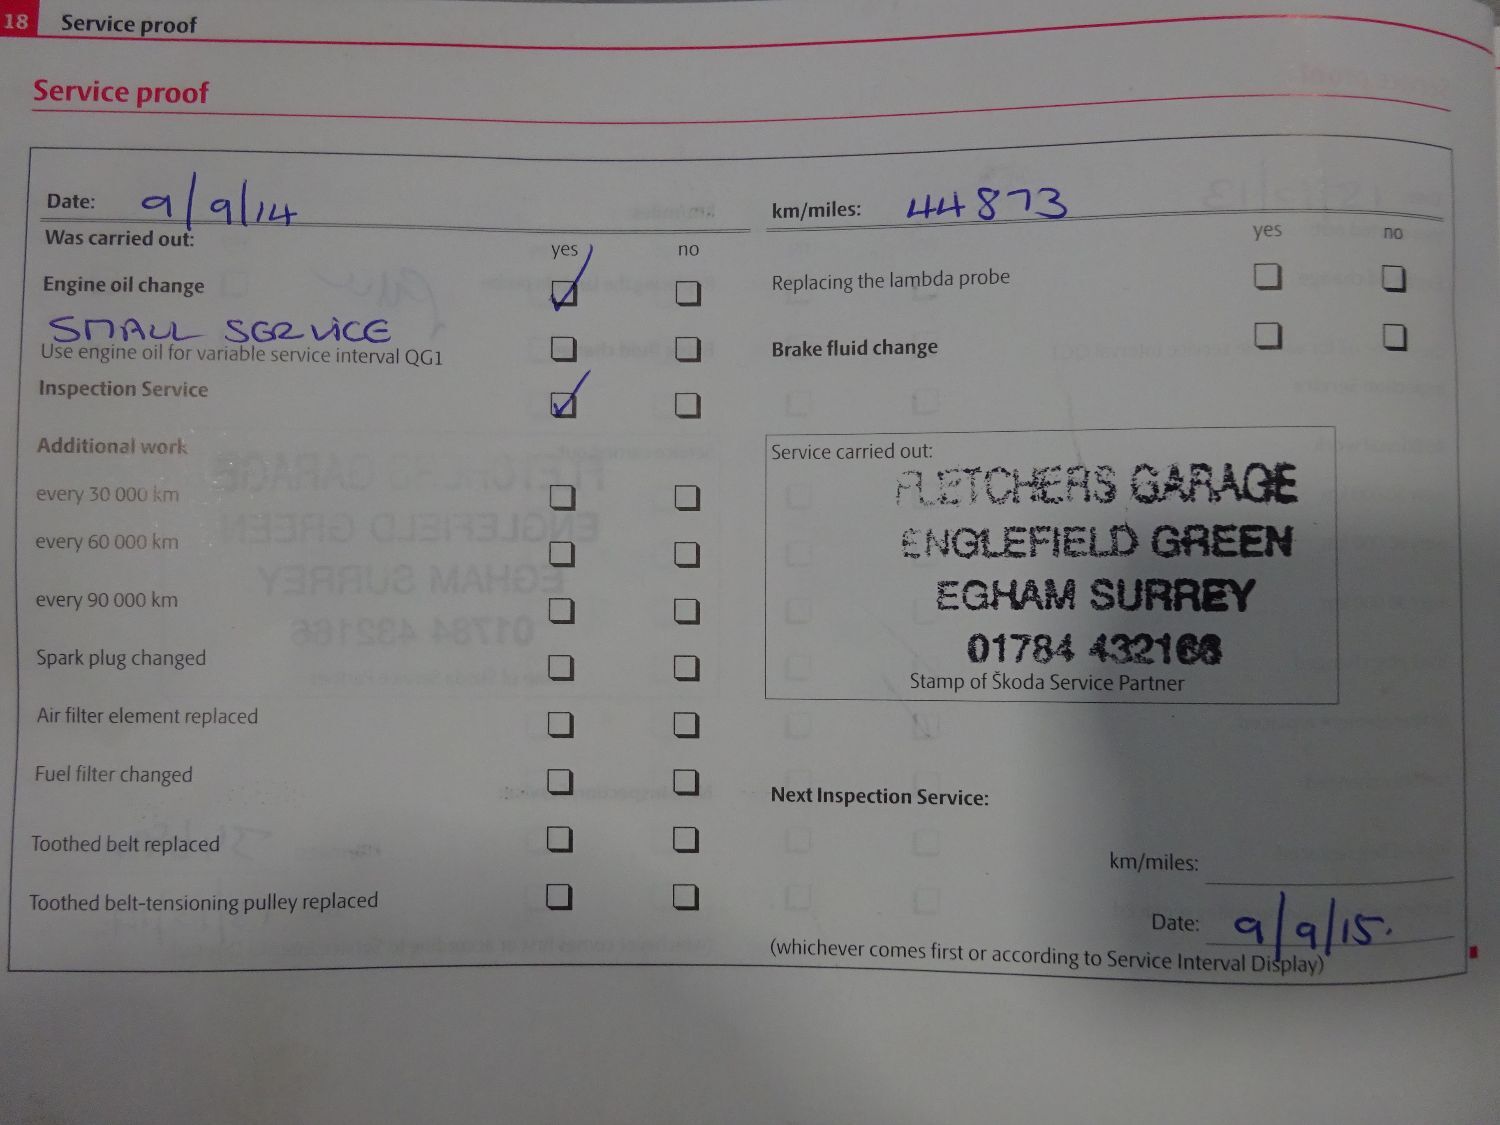 18 Service proof
Service proof
Date: 9/9/14
km/miles: 44873
Was carried out:
yes no
Engine oil change
SMALL SERVICE
Use engine oil for variable service interval QG1
Inspection Service
Additional work
every 30 000 km
every 60 000 km
every 90 000 km
Spark plug changed
Air filter element replaced
Fuel filter changed
Toothed belt replaced
Toothed belt-tensioning pulley replaced
yes no
Replacing the lambda probe
Brake fluid change
Service carried out:
FLETCHERS GARAGE
ENGLEFIELD GREEN
EGHAM SURREY
01784 432166
Stamp of Škoda Service Partner
Next Inspection Service:
km/miles:
Date: 9/9/15.
(whichever comes first or according to Service Interval Display)